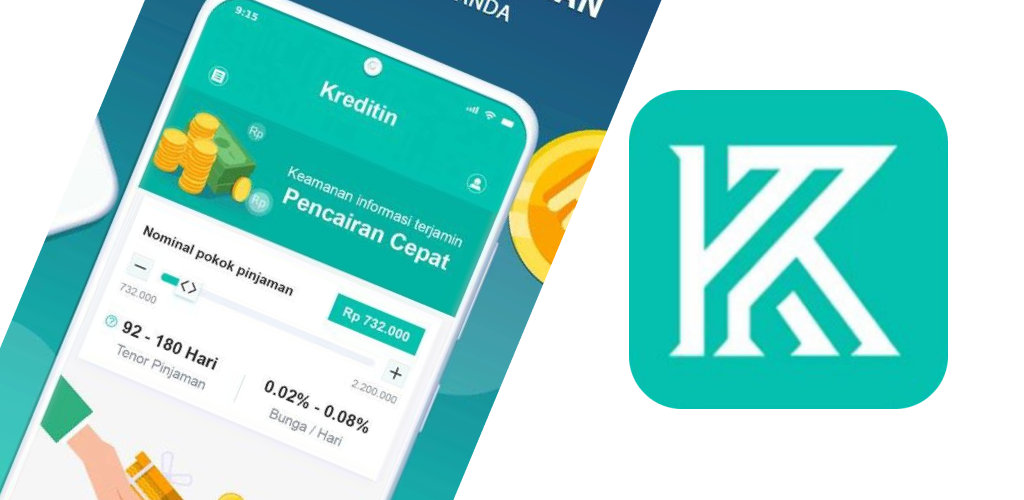 ANDA
9:15
Kreditin
Rp
Rp
Keamanan informasi terjamin
Pencairan Cepat
Nominal pokok pinjaman
Rp 732.000
732.000
2.200.000
92 - 180 Hari
Tenor Pinjaman
0.02% - 0.08%
Bunga / Hari